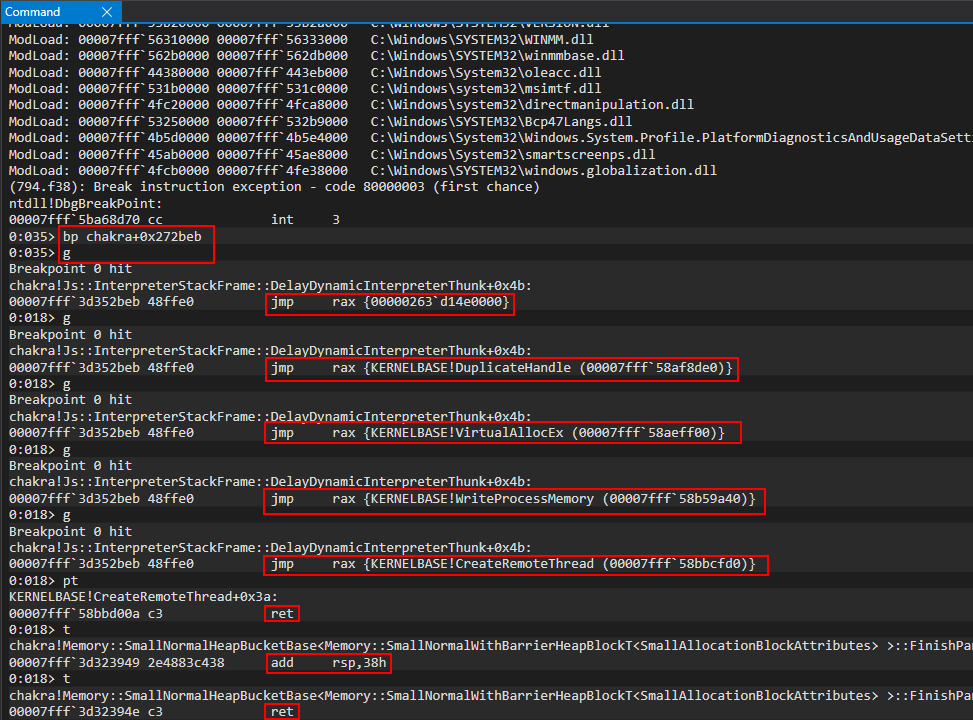 Command
ModLoad: 00007fff`56310000 00007fff`56333000 C:\Windows\SYSTEM32\WINMM.dll
ModLoad: 00007fff`562b0000 00007fff`562db000 C:\Windows\SYSTEM32\winmmbase.dll
ModLoad: 00007fff`44380000 00007fff`443eb000 C:\Windows\System32\oleacc.dll
ModLoad: 00007fff`531b0000 00007fff`531c0000 C:\Windows\System32\msimtf.dll
ModLoad: 00007fff`4fc20000 00007fff`4fca8000 C:\Windows\system32\directmanipulation.dll
ModLoad: 00007fff`53250000 00007fff`532b9000 C:\Windows\System32\Bcp47Langs.dll
ModLoad: 00007fff`4b5d0000 00007fff`4b5e4000 C:\Windows\System32\Windows.System.Profile.PlatformDiagnosticsAndUsageDataSett
ModLoad: 00007fff`45ab0000 00007fff`45ae8000 C:\Windows\System32\smartscreenps.dll
ModLoad: 00007fff`4fcb0000 00007fff`4fe38000 C:\Windows\System32\windows.globalization.dll
(794.f38): Break instruction exception - code 80000003 (first chance)
ntdll!DbgBreakPoint:
00007fff`5ba68d70 cc int 3
0:035> bp chakra+0x272beb
0:035> g
Breakpoint 0 hit
chakra!Js::InterpreterStackFrame::DelayDynamicInterpreterThunk+0x4b:
00007fff`3d352beb 48ffe0 jmp rax {00000263`d14e0000}
0:018> g
Breakpoint 0 hit
chakra!Js::InterpreterStackFrame::DelayDynamicInterpreterThunk+0x4b:
00007fff`3d352beb 48ffe0 jmp rax {KERNELBASE!DuplicateHandle (00007fff`58af8de0)}
0:018> g
Breakpoint 0 hit
chakra!Js::InterpreterStackFrame::DelayDynamicInterpreterThunk+0x4b:
00007fff`3d352beb 48ffe0 jmp rax {KERNELBASE!VirtualAllocEx (00007fff`58aeff00)}
0:018> g
Breakpoint 0 hit
chakra!Js::InterpreterStackFrame::DelayDynamicInterpreterThunk+0x4b:
00007fff`3d352beb 48ffe0 jmp rax {KERNELBASE!WriteProcessMemory (00007fff`58b59a40)}
0:018> g
Breakpoint 0 hit
chakra!Js::InterpreterStackFrame::DelayDynamicInterpreterThunk+0x4b:
00007fff`3d352beb 48ffe0 jmp rax {KERNELBASE!CreateRemoteThread (00007fff`58bbcfd0)}
0:018> pt
KERNELBASE!CreateRemoteThread+0x3a:
00007fff`58bbd00a c3 ret
0:018> t
chakra!Memory::SmallNormalHeapBucketBase<Memory::SmallNormalWithBarrierHeapBlockT<SmallAllocationBlockAttributes> >::FinishPar
00007fff`3d323949 2e4883c438 add rsp,38h
0:018> t
chakra!Memory::SmallNormalHeapBucketBase<Memory::SmallNormalWithBarrierHeapBlockT<SmallAllocationBlockAttributes> >::FinishPar
00007fff`3d32394e c3 ret